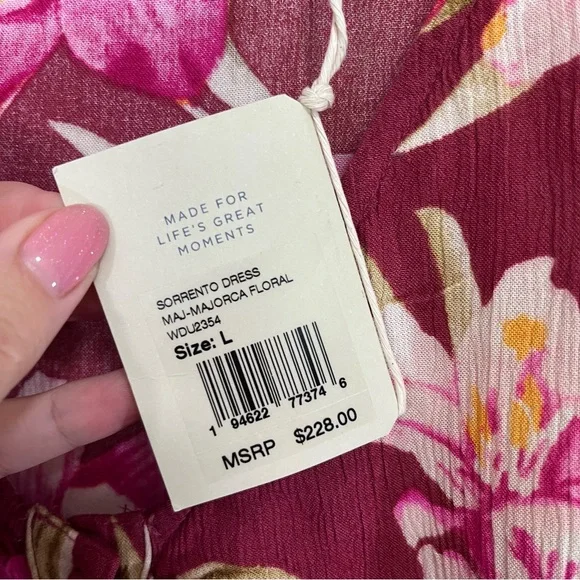 MADE FOR
LIFE'S GREAT
MOMENTS
SORRENTO DRESS
MAJ-MAJORCA FLORAL
WDU2354
Size: L
1 94622 77374 6
MSRP $228.00